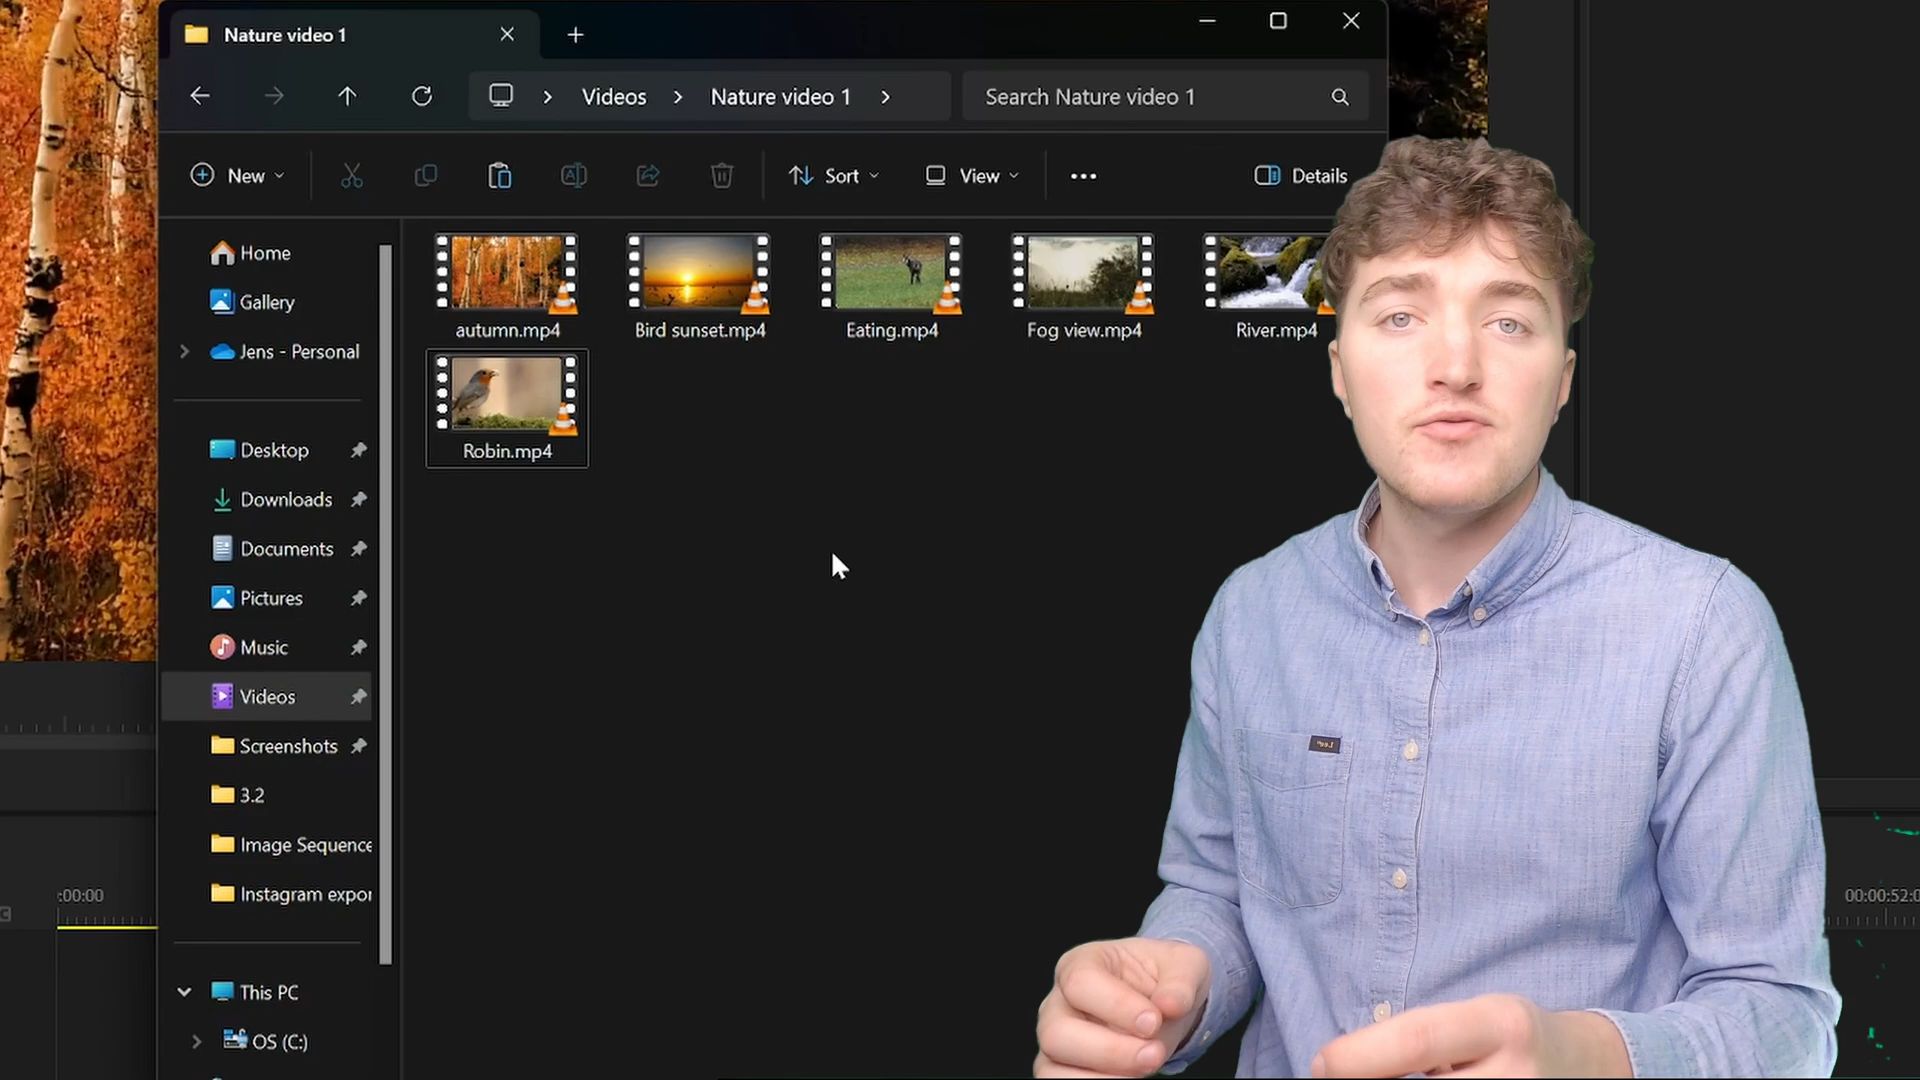 Nature video 1
Videos
Nature video 1
Search Nature video 1
New
Sort
View
Details
Home
Gallery
Jens - Personal
Desktop
Downloads
Documents
Pictures
Music
Videos
Screenshots
3.2
Image Sequence
Instagram expor
This PC
OS (C:)
autumn.mp4
Bird sunset.mp4
Eating.mp4
Fog view.mp4
River.mp4
Robin.mp4
:00:00
00:00:52:0